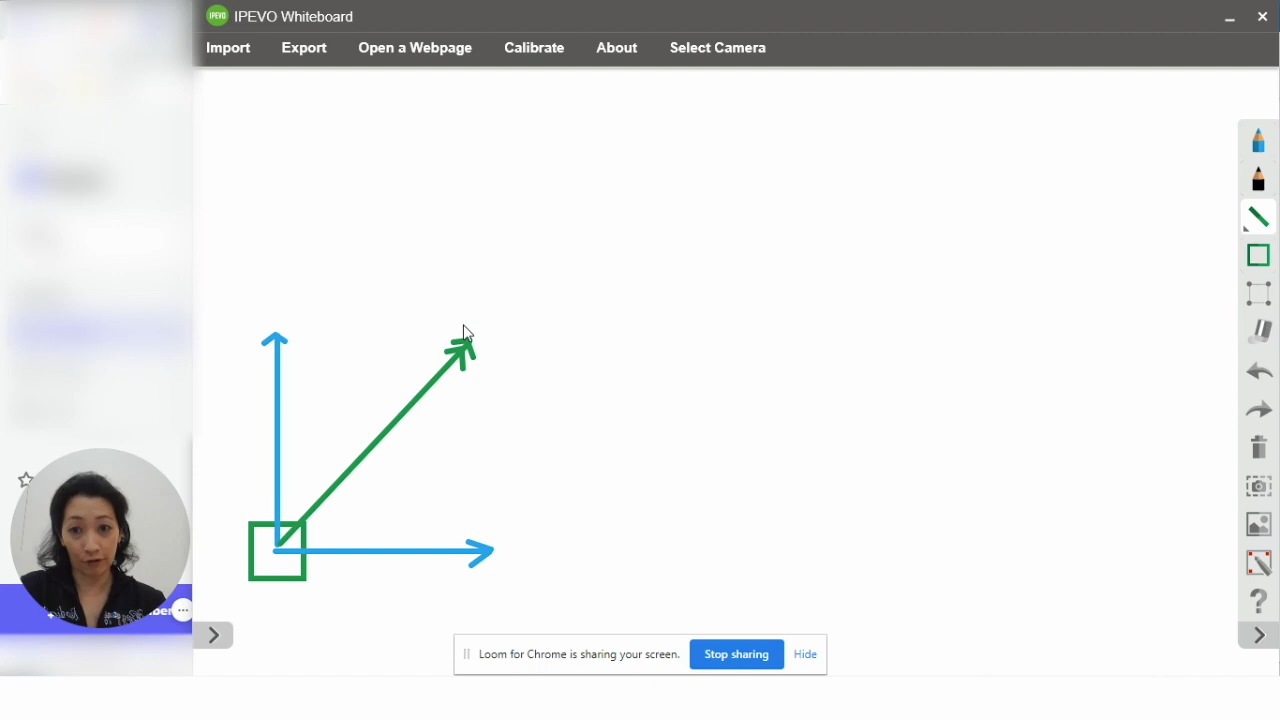 IPEVO IPEVO Whiteboard
Import Export Open a Webpage Calibrate About Select Camera
Loom for Chrome is sharing your screen. Stop sharing Hide